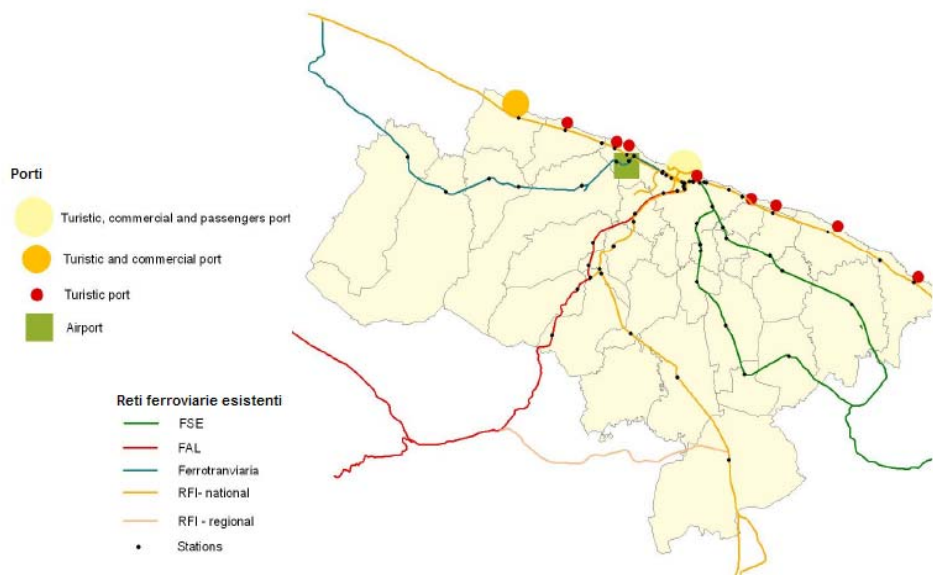 Porti
Turistic, commercial and passengers port
Turistic and commercial port
Turistic port
Airport
Reti ferroviarie esistenti
FSE
FAL
Ferrotranviaria
RFI- national
RFI - regional
Stations